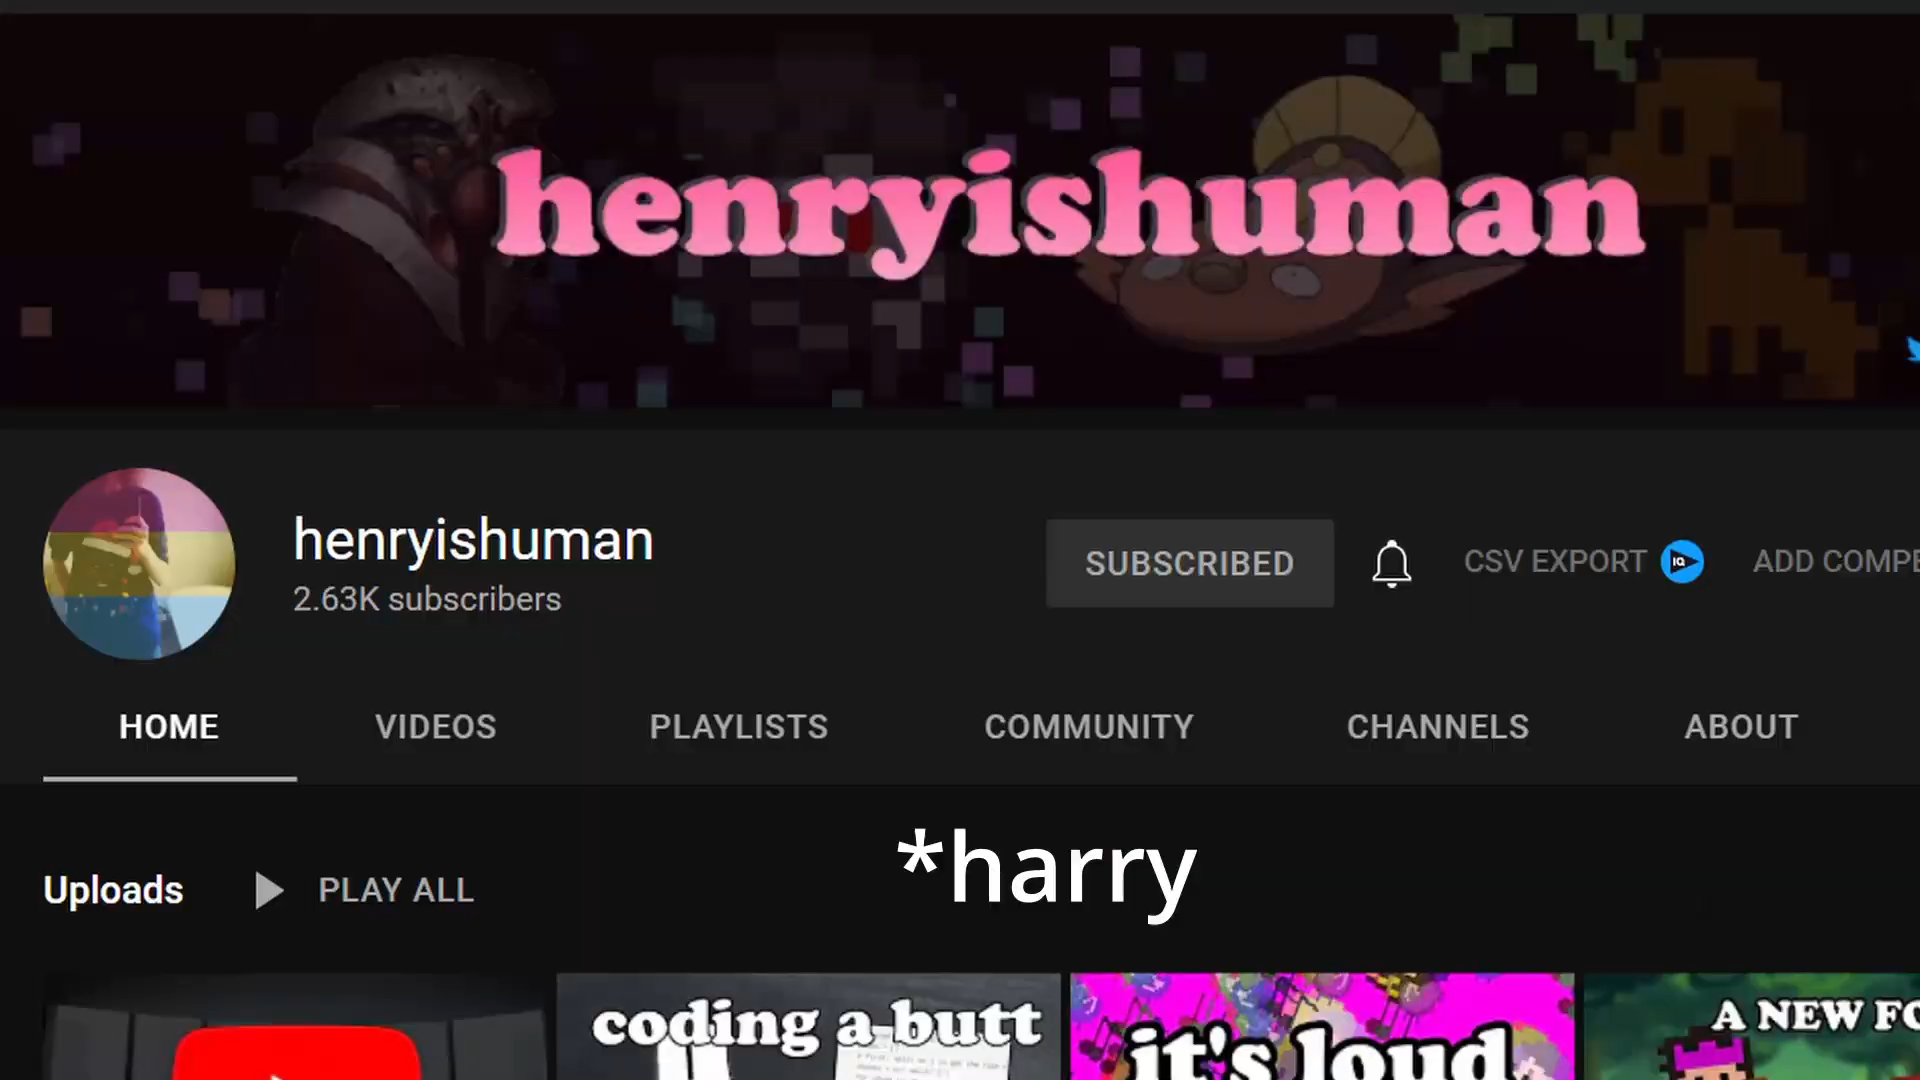 henryishuman
henryishuman
2.63K subscribers
SUBSCRIBED
CSV EXPORT
IQ
ADD COMPE
HOME
VIDEOS
PLAYLISTS
COMMUNITY
CHANNELS
ABOUT
*harry
Uploads
PLAY ALL
coding a butt
it's loud
A NEW FO